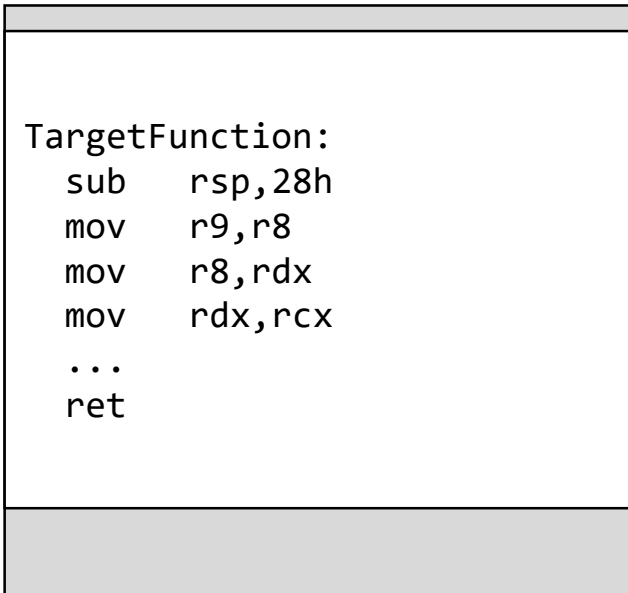 TargetFunction:
sub rsp,28h
mov r9,r8
mov r8,rdx
mov rdx,rcx
...
ret